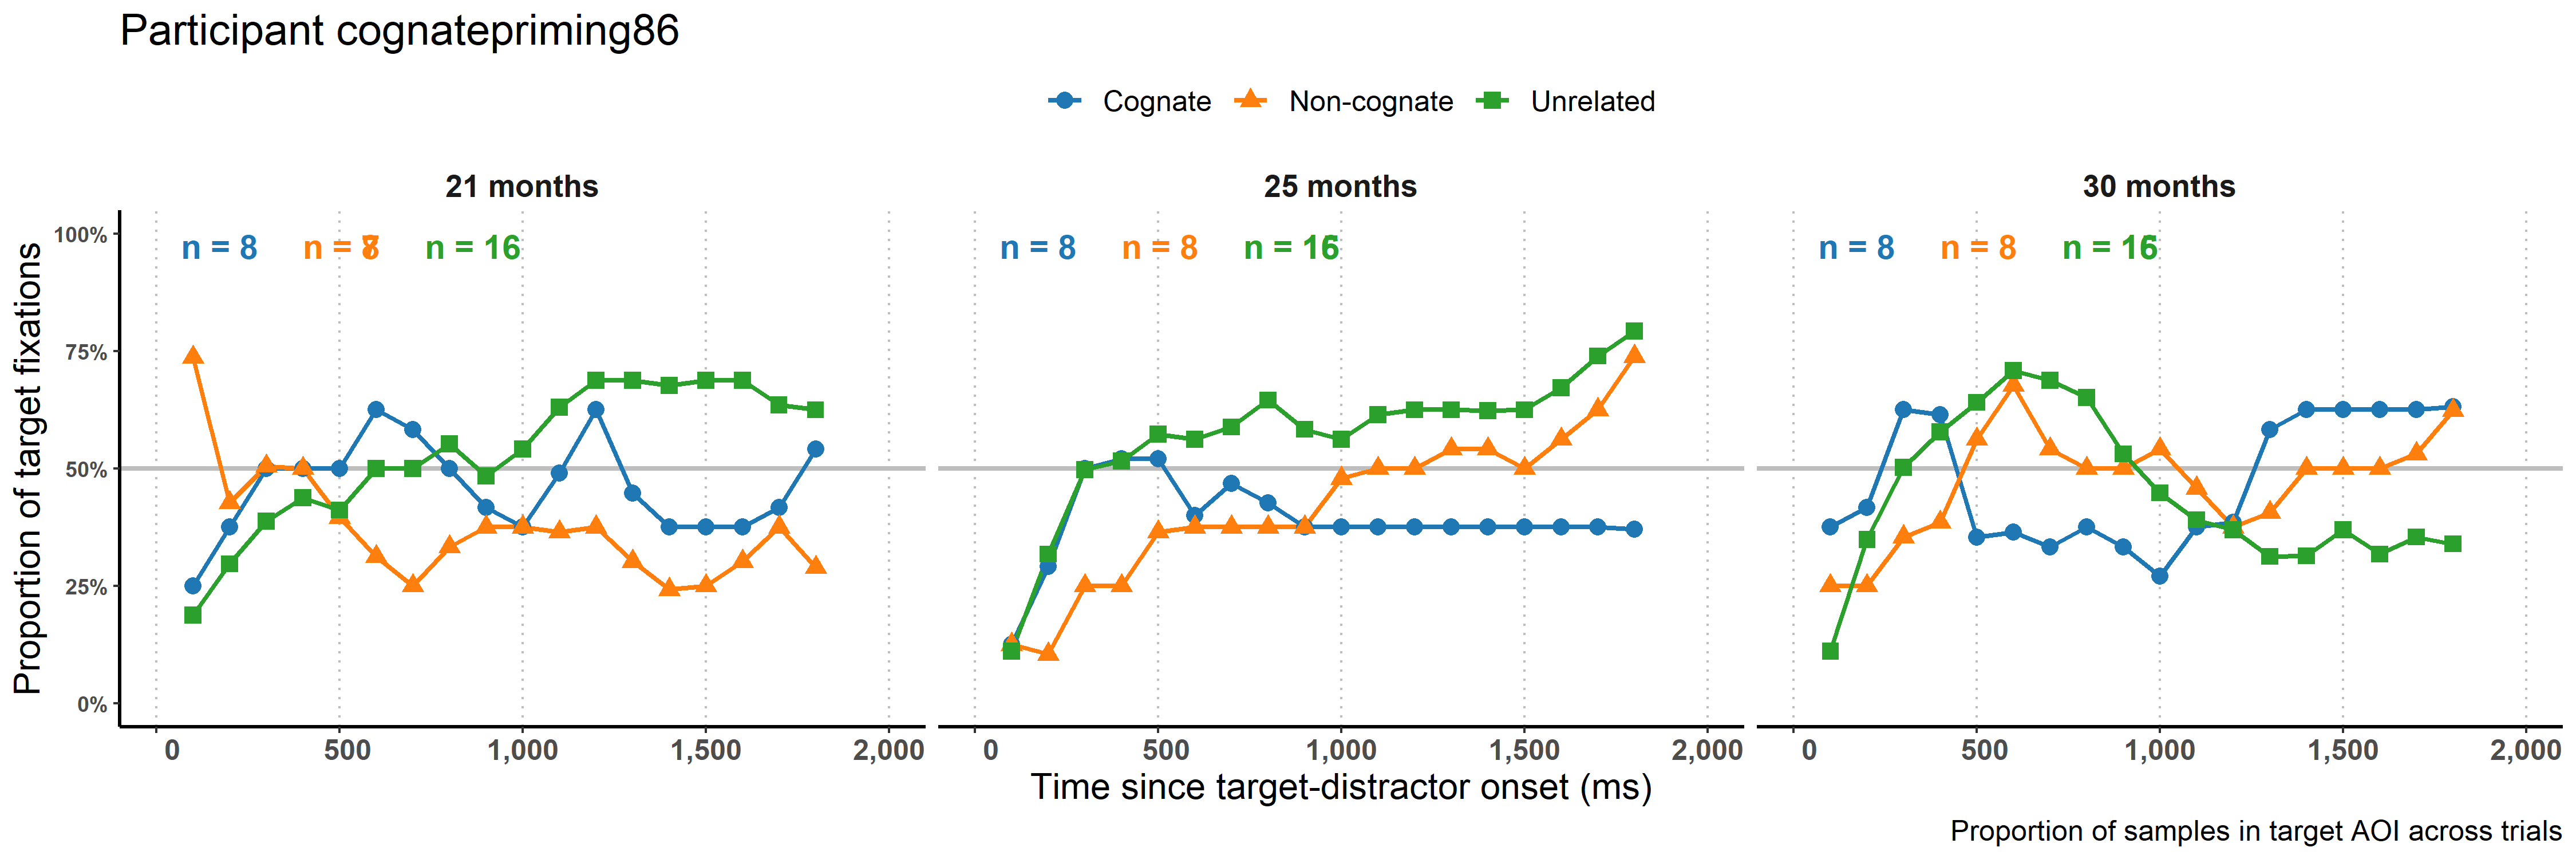 Participant cognatepriming86
Cognate Non-cognate Unrelated
21 months 25 months 30 months
n = 8 n = n = 16 n = 8 n = 8 n = n = 8 n = 8 n =
Proportion of target fixations
100%
75%
50%
25%
0%
0 500 1,000 1,500 2,000 0 500 1,000 1,500 2,000 0 500 1,000 1,500 2,000
Time since target-distractor onset (ms)
Proportion of samples in target AOI across trials